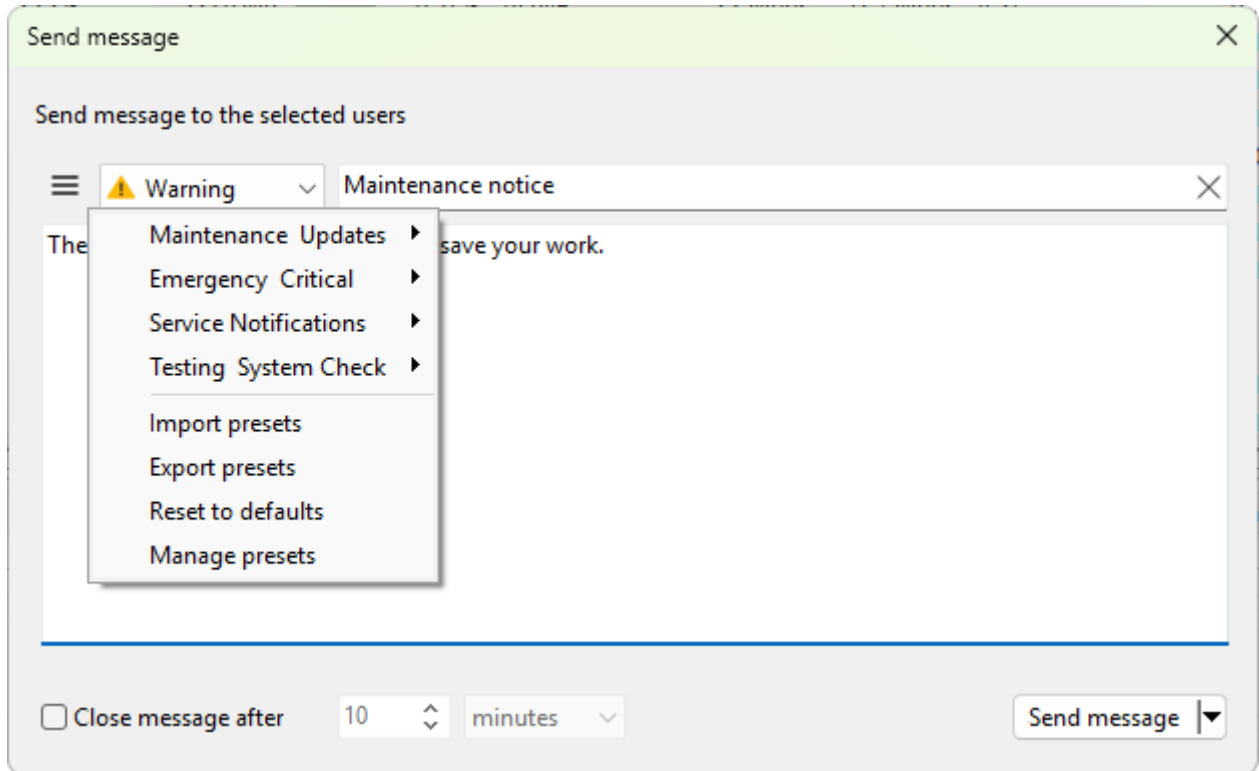 Send message
Send message to the selected users
Warning
Maintenance notice
The
save your work.
Maintenance  Updates
Emergency  Critical
Service Notifications
Testing  System Check
Import presets
Export presets
Reset to defaults
Manage presets
Close message after
10
minutes
Send message